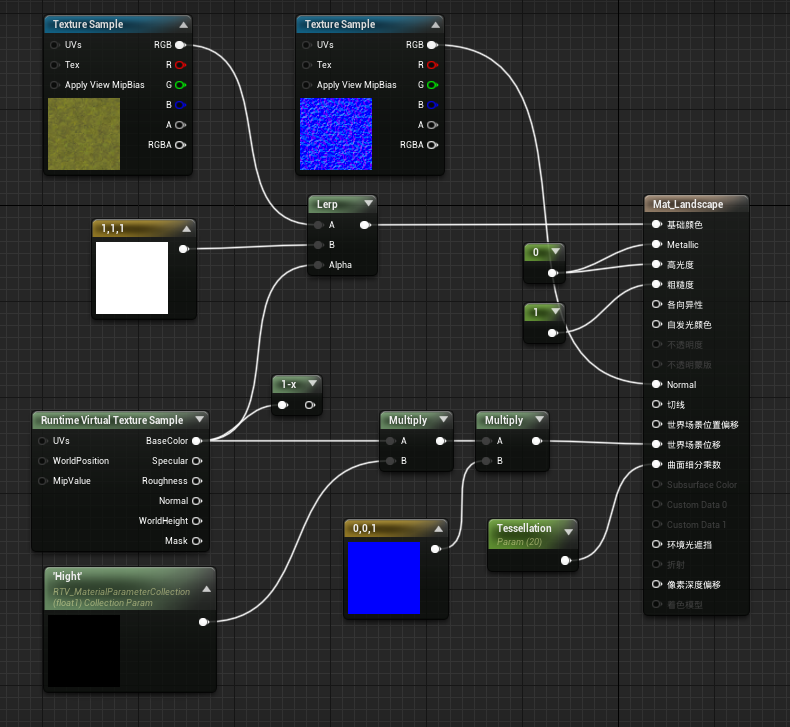 Texture Sample
UVs
RGB
Tex
R
Apply View MipBias
G
B
A
RGBA
Texture Sample
UVs
RGB
Tex
R
Apply View MipBias
G
B
A
RGBA
1,1,1
Lerp
A
B
Alpha
0
1
1-x
Runtime Virtual Texture Sample
UVs
BaseColor
WorldPosition
Specular
MipValue
Roughness
Normal
WorldHeight
Mask
'Hight'
RTV_MaterialParameterCollection
(float1) Collection Param
Multiply
A
B
Multiply
A
B
0,0,1
Tessellation
Param (20)
Mat_Landscape
基础颜色
Metallic
高光度
粗糙度
各向异性
自发光颜色
不透明度
不透明蒙版
Normal
切线
世界场景位置偏移
世界场景位移
曲面细分乘数
Subsurface Color
Custom Data 0
Custom Data 1
环境光遮挡
折射
像素深度偏移
着色模型